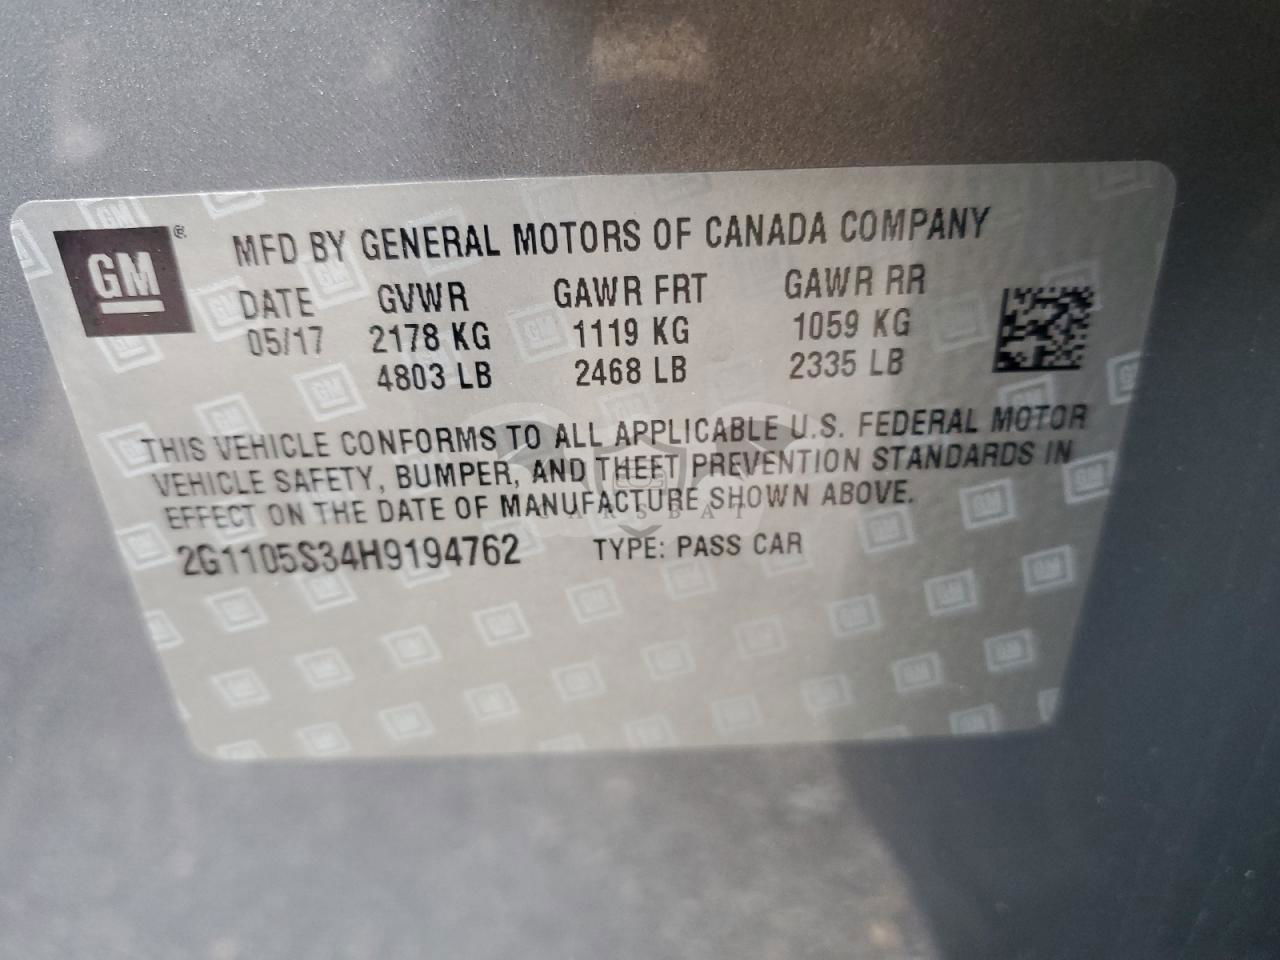 GM ® MFD BY GENERAL MOTORS OF CANADA COMPANY
DATE GVWR GAWR FRT GAWR RR
05/17 2178 KG 1119 KG 1059 KG
4803 LB 2468 LB 2335 LB
THIS VEHICLE CONFORMS TO ALL APPLICABLE U.S. FEDERAL MOTOR
VEHICLE SAFETY, BUMPER, AND THEFT PREVENTION STANDARDS IN
EFFECT ON THE DATE OF MANUFACTURE SHOWN ABOVE.
CARSBAT
2G1105S34H9194762 TYPE: PASS CAR